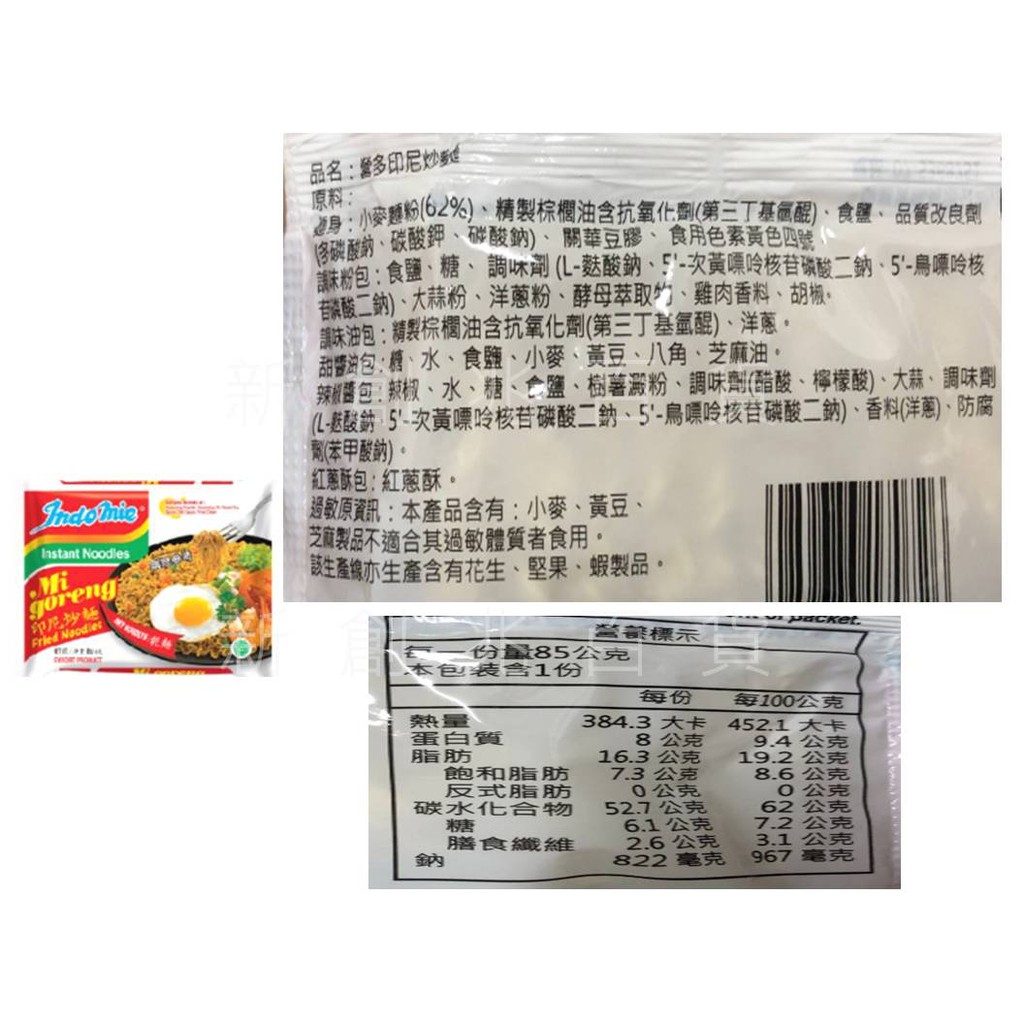 品名：營多印尼炒麵
原料：
麵身：小麥麵粉(62%)、精製棕櫚油含抗氧化劑(第三丁基氫醌)、食鹽、品質改良劑
(多磷酸鈉、碳酸鉀、碳酸鈉)、關華豆膠、食用色素黃色四號
調味粉包：食鹽、糖、調味劑 (L-麩酸鈉、5'-次黃嘌呤核苷磷酸二鈉、5'-鳥嘌呤核
苷磷酸二鈉)、大蒜粉、洋蔥粉、酵母萃取物、雞肉香料、胡椒。
調味油包：精製棕櫚油含抗氧化劑(第三丁基氫醌)、洋蔥。
甜醬油包：糖、水、食鹽、小麥、黃豆、八角、芝麻油。
辣椒醬包：辣椒、水、糖、食鹽、樹薯澱粉、調味劑(醋酸、檸檬酸)、大蒜、調味劑
(L-麩酸鈉、5'-次黃嘌呤核苷磷酸二鈉、5'-鳥嘌呤核苷磷酸二鈉)、香料(洋蔥)、防腐
劑(苯甲酸鈉)。
紅蔥酥包：紅蔥酥。
過敏原資訊：本產品含有：小麥、黃豆、
芝麻製品不適合其過敏體質者食用。
該生產線亦生產含有花生、堅果、蝦製品。
Indomie
Instant Noodles
Mi
goreng
印尼炒麵
Fried Noodles
EXPORT PRODUCT
Mi goreng
packet.
營養標示
每一份量85公克
本包裝含1份
每份 每100公克
熱量 384.3 大卡 452.1 大卡
蛋白質 8 公克 9.4 公克
脂肪 16.3 公克 19.2 公克
飽和脂肪 7.3 公克 8.6 公克
反式脂肪 0 公克 0 公克
碳水化合物 52.7 公克 62 公克
糖 6.1 公克 7.2 公克
膳食纖維 2.6 公克 3.1 公克
鈉 822 毫克 967 毫克